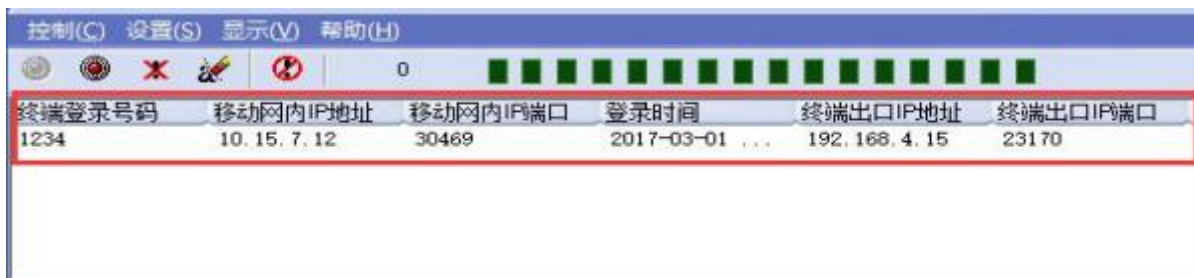 控制(C) 设置(S) 显示(V) 帮助(H)
0
终端登录号码 移动网内IP地址 移动网内IP端口 登录时间 终端出口IP地址 终端出口IP端口
1234 10.15.7.12 30469 2017-03-01 ... 192.168.4.15 23170